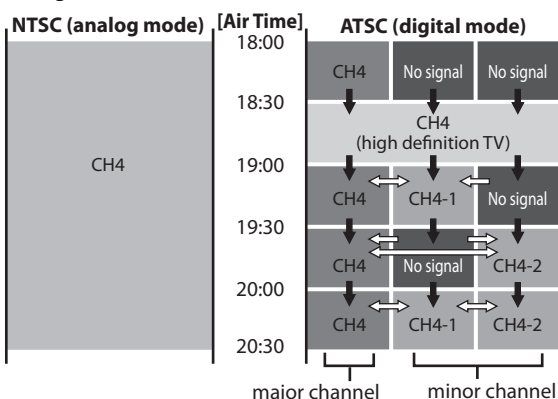 NTSC (analog mode) [Air Time] ATSC (digital mode)
18:00
CH4 No signal No signal
18:30
CH4
(high definition TV)
CH4
19:00
CH4 CH4-1 No signal
19:30
CH4 No signal CH4-2
20:00
CH4 CH4-1 CH4-2
20:30
major channel minor channel